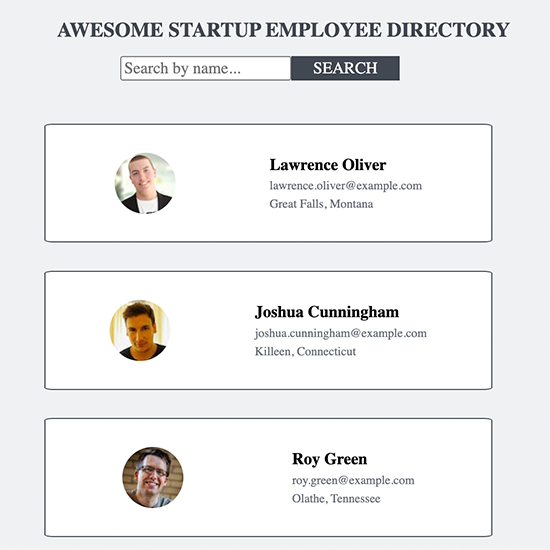 AWESOME STARTUP EMPLOYEE DIRECTORY
Search by name... SEARCH
Lawrence Oliver
lawrence.oliver@example.com
Great Falls, Montana
Joshua Cunningham
joshua.cunningham@example.com
Killeen, Connecticut
Roy Green
roy.green@example.com
Olathe, Tennessee